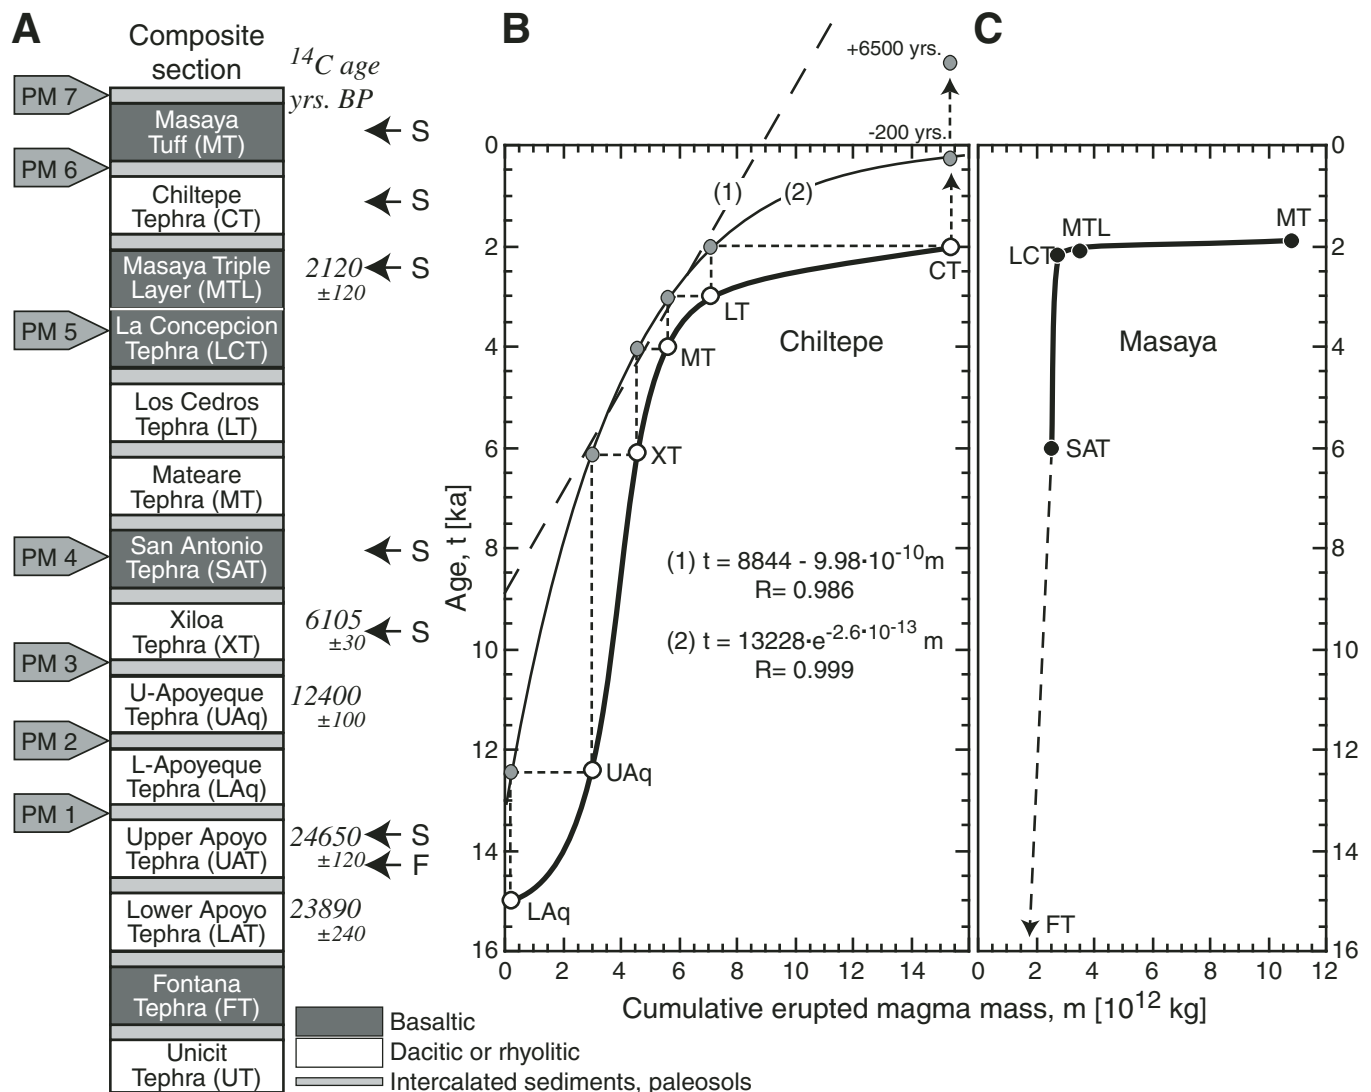 A
Composite
section
14C age
yrs. BP
PM 7
Masaya
Tuff (MT)
S
PM 6
Chiltepe
Tephra (CT)
S
Masaya Triple
Layer (MTL)
2120
±120
S
PM 5
La Concepcion
Tephra (LCT)
Los Cedros
Tephra (LT)
Mateare
Tephra (MT)
PM 4
San Antonio
Tephra (SAT)
S
Xiloa
Tephra (XT)
6105
±30
S
PM 3
U-Apoyeque
Tephra (UAq)
12400
±100
PM 2
L-Apoyeque
Tephra (LAq)
PM 1
Upper Apoyo
Tephra (UAT)
24650
±120
S
F
Lower Apoyo
Tephra (LAT)
23890
±240
Fontana
Tephra (FT)
Unicit
Tephra (UT)
Basaltic
Dacitic or rhyolitic
Intercalated sediments, paleosols
B
+6500 yrs.
-200 yrs.
0
2
4
6
8
10
12
14
16
Age, t [ka]
(1)
(2)
CT
LT
MT
XT
UAq
LAq
Chiltepe
(1) t = 8844 - 9.98·10-10m
R= 0.986
(2) t = 13228·e-2.6·10-13 m
R= 0.999
0 2 4 6 8 10 12 14
C
LCT
MTL
MT
SAT
FT
Masaya
0
2
4
6
8
10
12
14
16
0 2 4 6 8 10 12
Cumulative erupted magma mass, m [1012 kg]